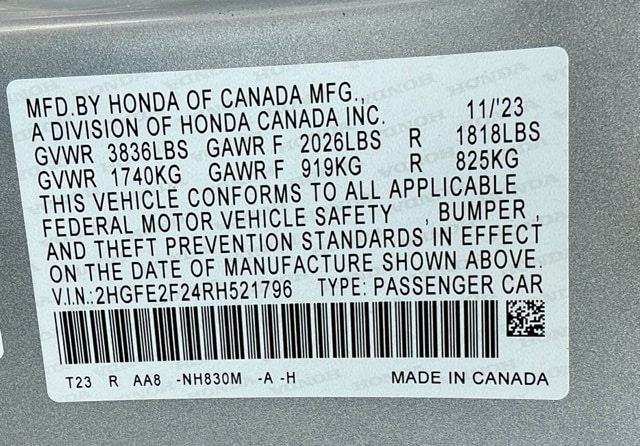 MFD.BY HONDA OF CANADA MFG.,
A DIVISION OF HONDA CANADA INC. 11/'23
GVWR 3836LBS GAWR F 2026LBS R 1818LBS
GVWR 1740KG GAWR F 919KG R 825KG
THIS VEHICLE CONFORMS TO ALL APPLICABLE
FEDERAL MOTOR VEHICLE SAFETY , BUMPER ,
AND THEFT PREVENTION STANDARDS IN EFFECT
ON THE DATE OF MANUFACTURE SHOWN ABOVE.
V.I.N.:2HGFE2F24RH521796 TYPE: PASSENGER CAR
T23 R AA8 -NH830M -A -H MADE IN CANADA